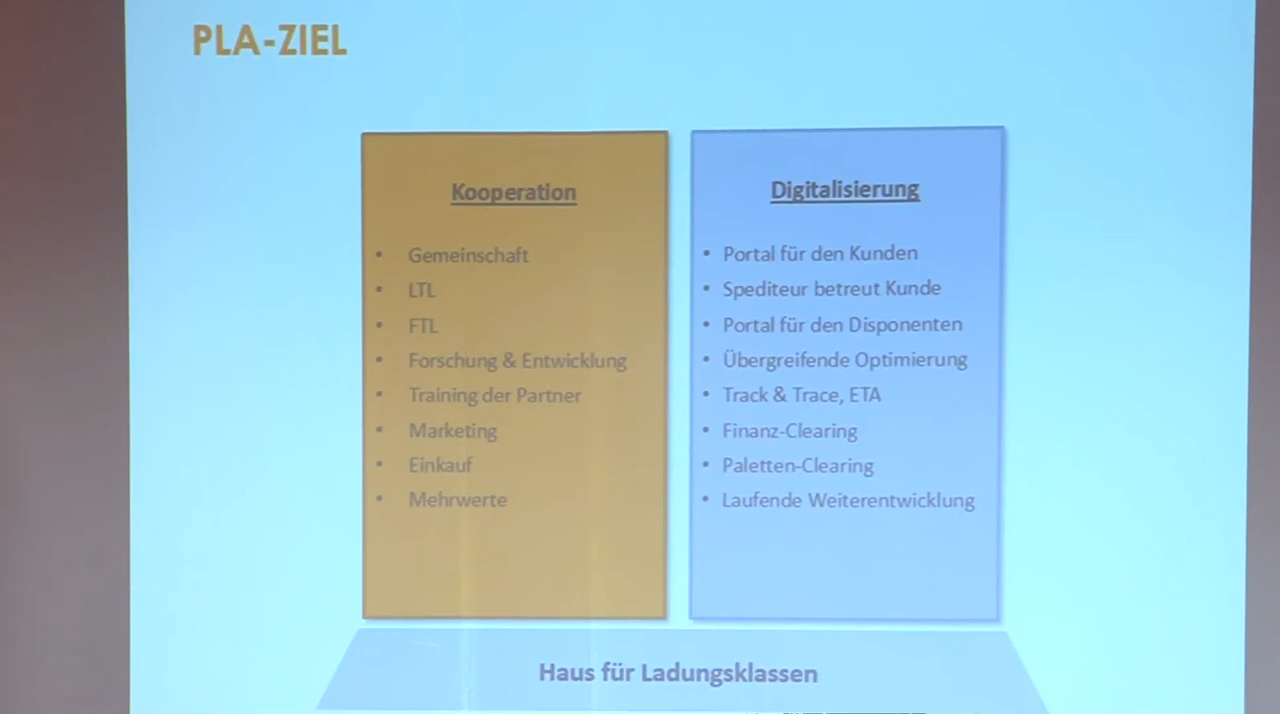 PLA-ZIEL
Kooperation
• Gemeinschaft
• LTL
• FTL
• Forschung & Entwicklung
• Training der Partner
• Marketing
• Einkauf
• Mehrwerte
Digitalisierung
• Portal für den Kunden
• Spediteur betreut Kunde
• Portal für den Disponenten
• Übergreifende Optimierung
• Track & Trace, ETA
• Finanz-Clearing
• Paletten-Clearing
• Laufende Weiterentwicklung
Haus für Ladungsklassen